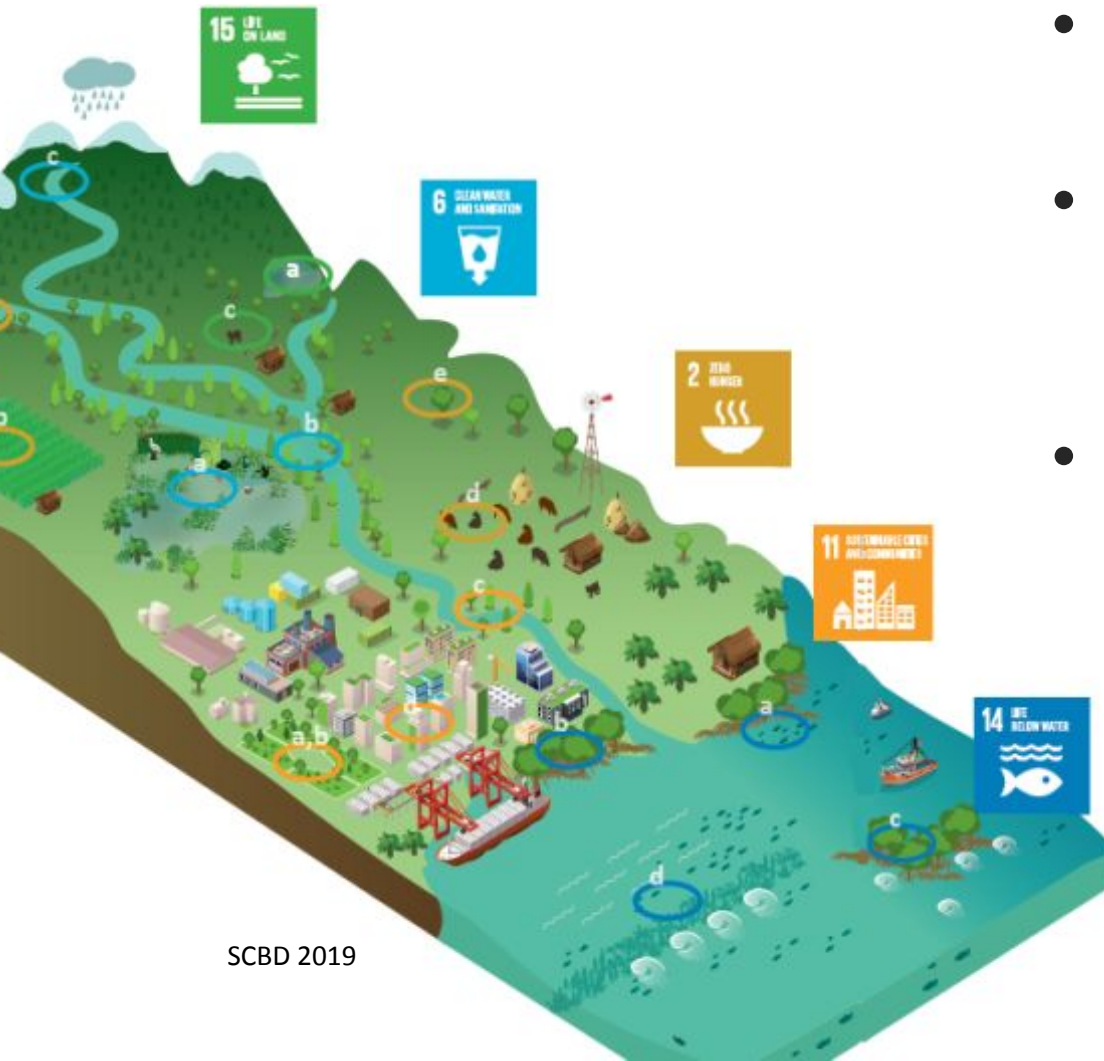 15 LIFE
ON LAND
c
6 CLEAN WATER
AND SANITATION
a
c
e
2 ZERO
HUNGER
b
b
a
d
11 SUSTAINABLE CITIES
AND COMMUNITIES
c
d
a
b
a,b
14 LIFE
BELOW WATER
c
d
SCBD 2019